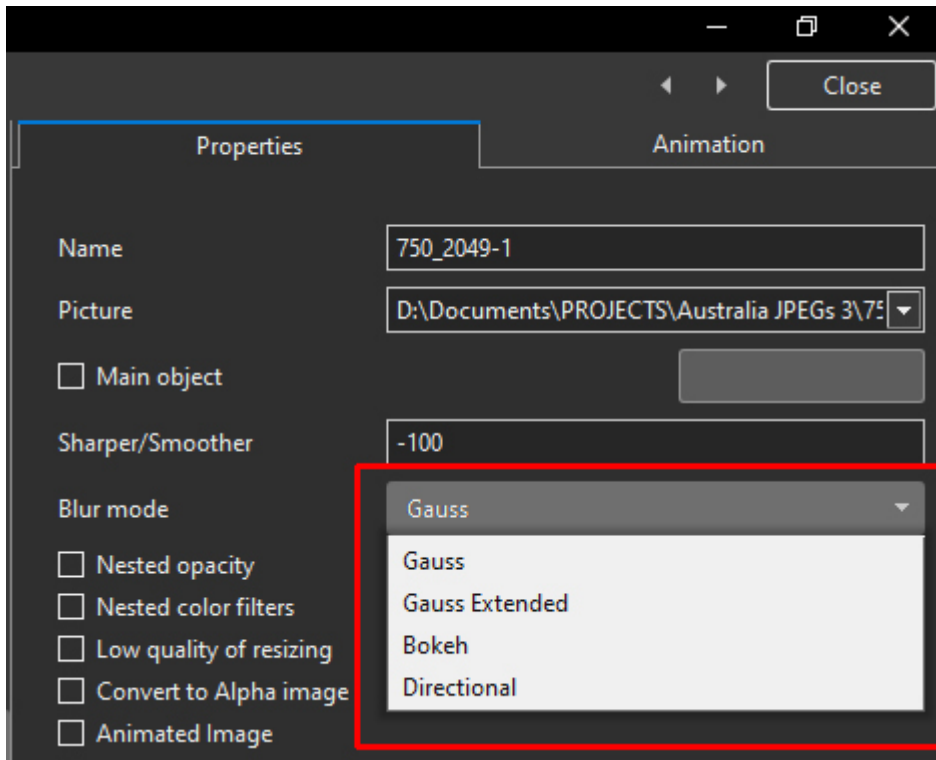 Close
Properties
Animation
Name
750_2049-1
Picture
D:\Documents\PROJECTS\Australia JPEGs 3\75
Main object
Sharper/Smoother
-100
Blur mode
Gauss
Gauss
Gauss Extended
Bokeh
Directional
Nested opacity
Nested color filters
Low quality of resizing
Convert to Alpha image
Animated Image